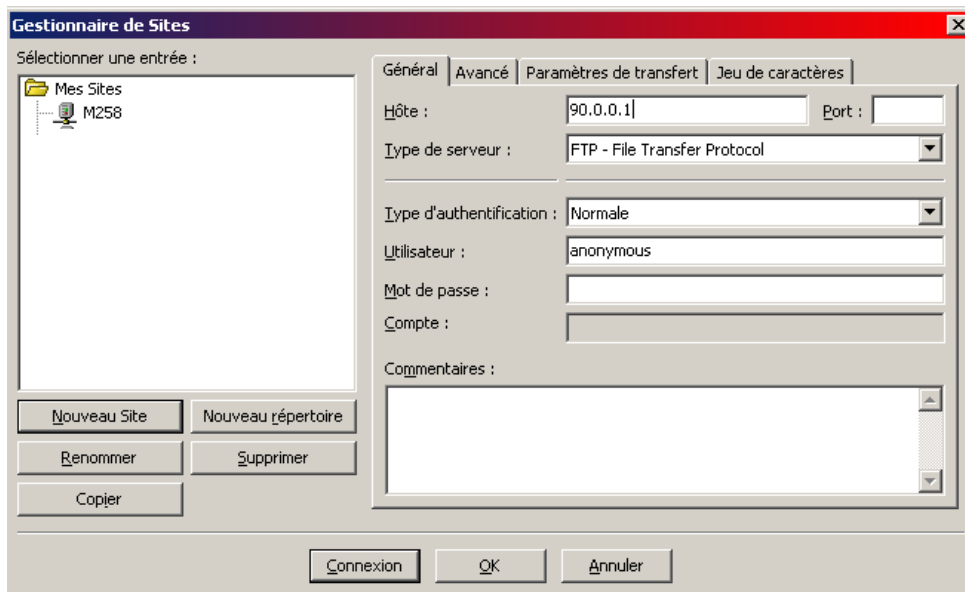 Gestionnaire de Sites
Sélectionner une entrée :
Mes Sites
M258
Nouveau Site
Nouveau répertoire
Renommer
Supprimer
Copier
Général
Avancé
Paramètres de transfert
Jeu de caractères
Hôte :
90.0.0.1
Port :
Type de serveur :
FTP - File Transfer Protocol
Type d'authentification :
Normale
Utilisateur :
anonymous
Mot de passe :
Compte :
Commentaires :
Connexion
OK
Annuler